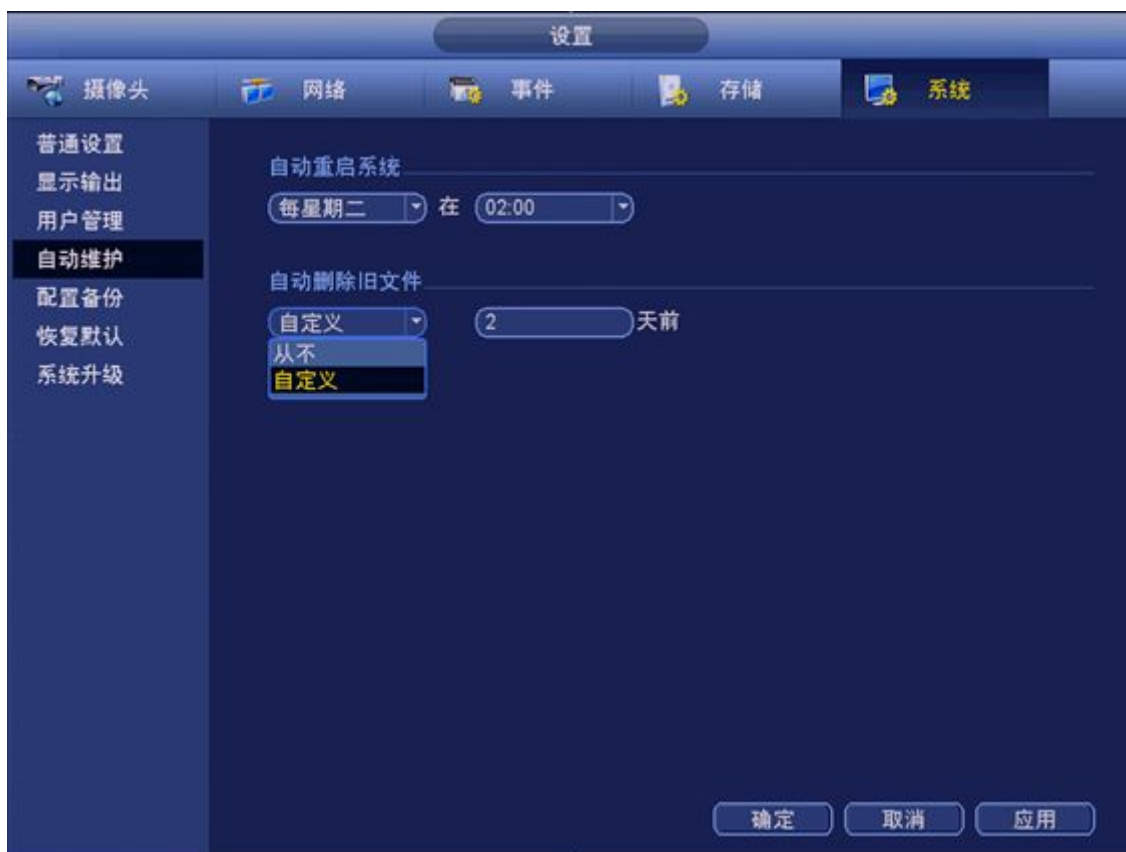 设置
摄像头 网络 事件 存储 系统
普通设置
显示输出
用户管理
自动维护
配置备份
恢复默认
系统升级
自动重启系统
每星期二 在 02:00
自动删除旧文件
自定义 2 天前
从不
自定义
确定 取消 应用